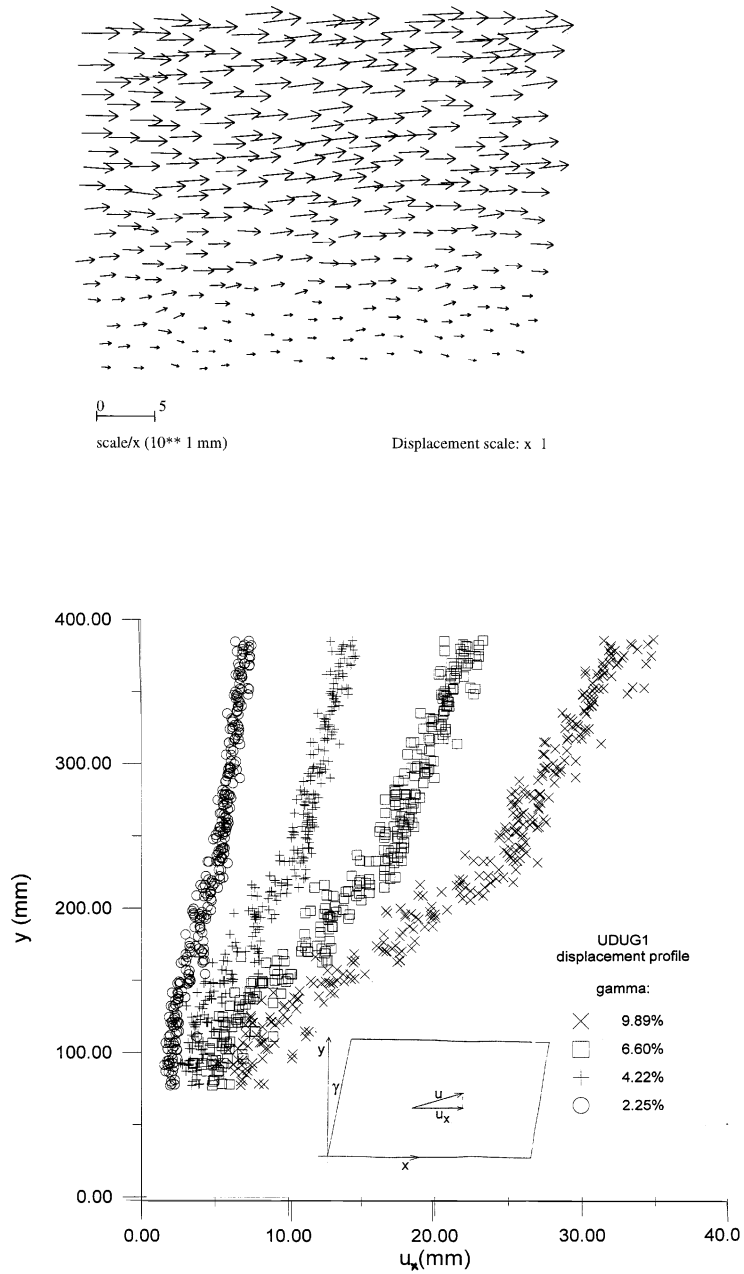 0 5
scale/x (10** 1 mm)
Displacement scale: x 1
400.00
300.00
200.00
100.00
0.00
y (mm)
UDUG1
displacement profile
gamma:
9.89%
6.60%
4.22%
2.25%
y
γ
u
ux
x
0.00 10.00 20.00 30.00 40.0
ux(mm)